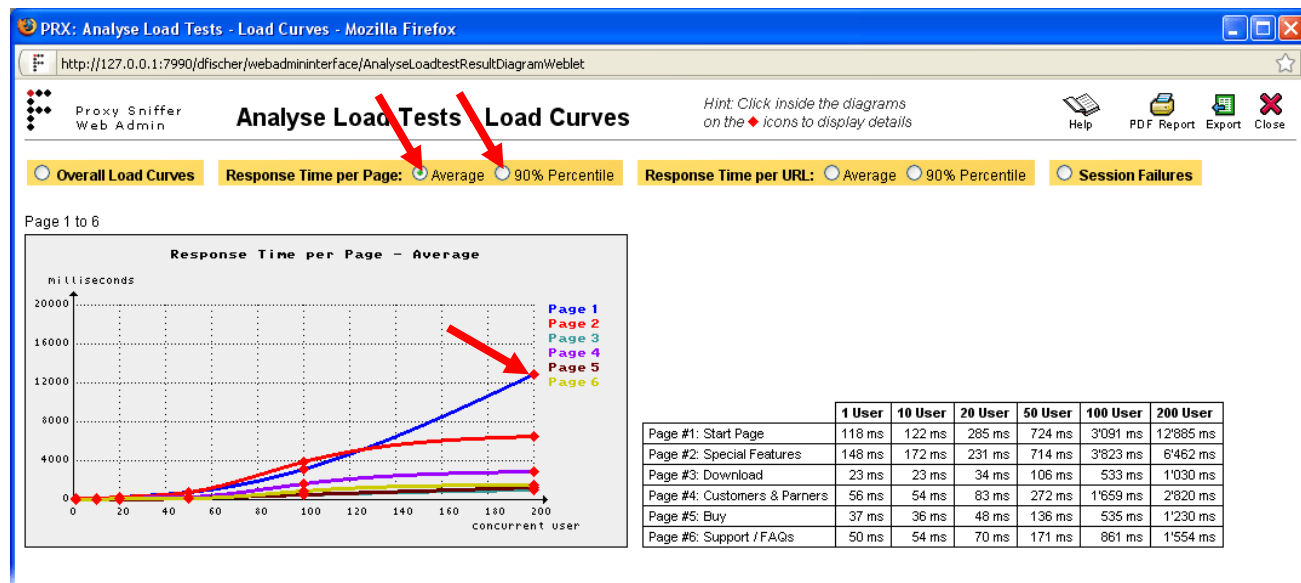 PRX: Analyse Load Tests - Load Curves - Mozilla Firefox
http://127.0.0.1:7990/dfischer/webadmininterface/AnalyseLoadtestResultDiagramWeblet
Proxy Sniffer
Web Admin
Analyse Load Tests Load Curves
Hint: Click inside the diagrams
on the ◆ icons to display details
Help PDF Report Export Close
Overall Load Curves Response Time per Page: Average 90% Percentile Response Time per URL: Average 90% Percentile Session Failures
Page 1 to 6
Response Time per Page - Average
milliseconds
20000
16000
12000
8000
4000
0
0 20 40 60 80 100 120 140 160 180 200
concurrent user
Page 1
Page 2
Page 3
Page 4
Page 5
Page 6
1 User 10 User 20 User 50 User 100 User 200 User
Page #1: Start Page 118 ms 122 ms 285 ms 724 ms 3'091 ms 12'885 ms
Page #2: Special Features 148 ms 172 ms 231 ms 714 ms 3'823 ms 6'462 ms
Page #3: Download 23 ms 23 ms 34 ms 106 ms 533 ms 1'030 ms
Page #4: Customers & Parners 56 ms 54 ms 83 ms 272 ms 1'659 ms 2'820 ms
Page #5: Buy 37 ms 36 ms 48 ms 136 ms 535 ms 1'230 ms
Page #6: Support / FAQs 50 ms 54 ms 70 ms 171 ms 861 ms 1'554 ms